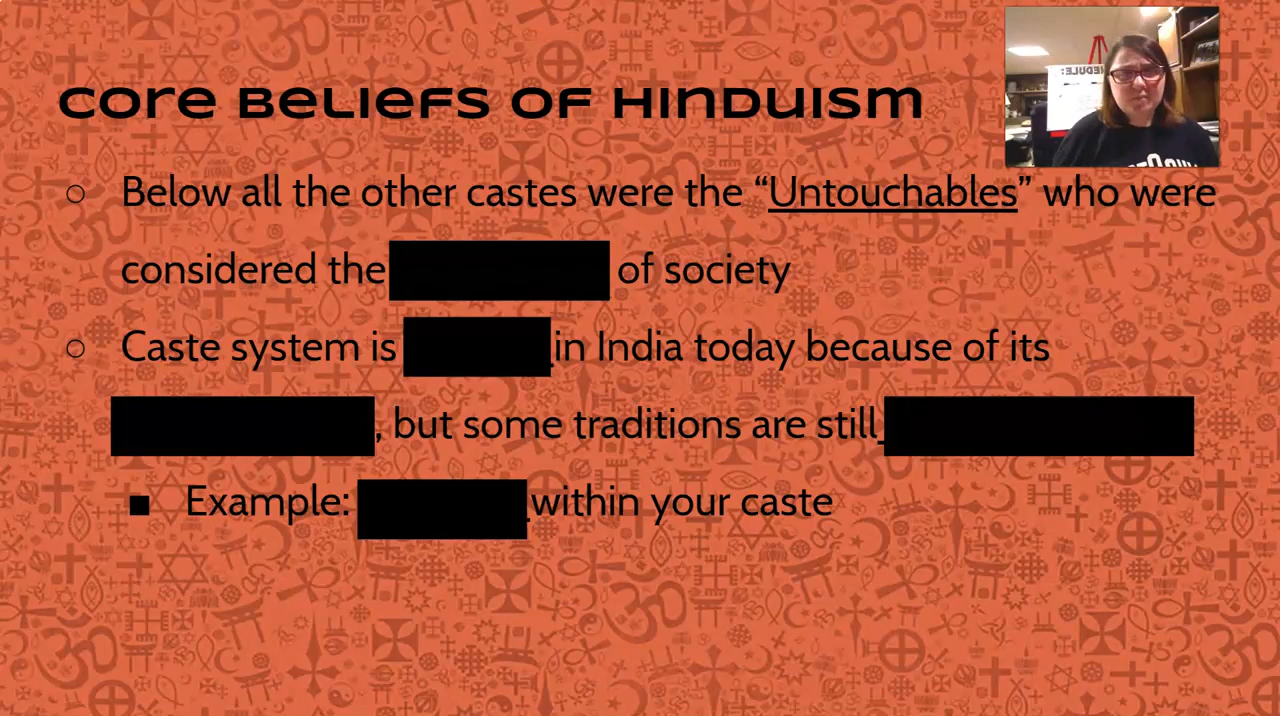 Core Beliefs of Hinduism
Below all the other castes were the “Untouchables” who were
considered the of society
Caste system is in India today because of its
, but some traditions are still
Example: within your caste